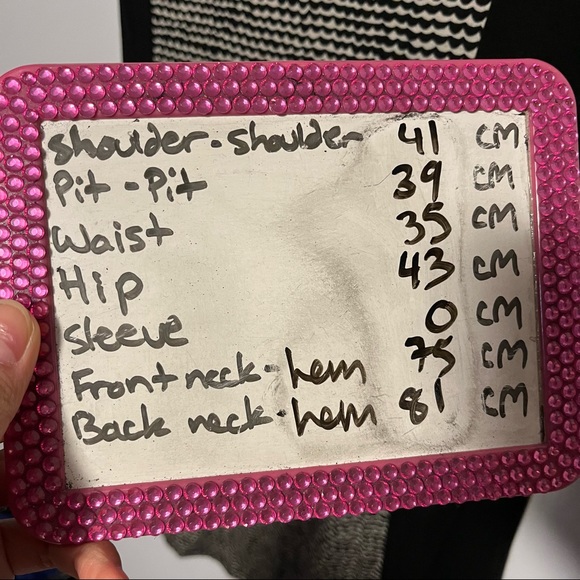 shoulder-shoulder 41 cm
Pit-Pit 39 cm
Waist 35 cm
Hip 43 cm
sleeve 0 cm
Front neck-hem 75 cm
Back neck-hem 81 cm